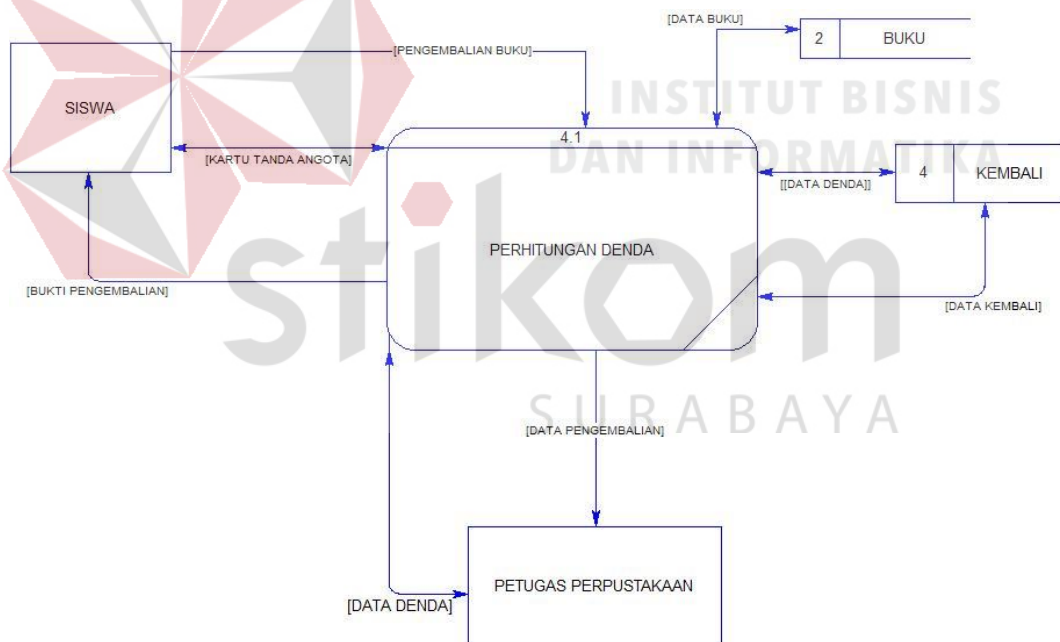 [DATA BUKU]
2 BUKU
[PENGEMBALIAN BUKU]
SISWA
INSTITUT BISNIS
DAN INFORMATIKA
4.1
[KARTU TANDA ANGOTA]
4 KEMBALI
[[DATA DENDA]]
PERHITUNGAN DENDA
stikom
[BUKTI PENGEMBALIAN]
[DATA KEMBALI]
SURABAYA
[DATA PENGEMBALIAN]
PETUGAS PERPUSTAKAAN
[DATA DENDA]